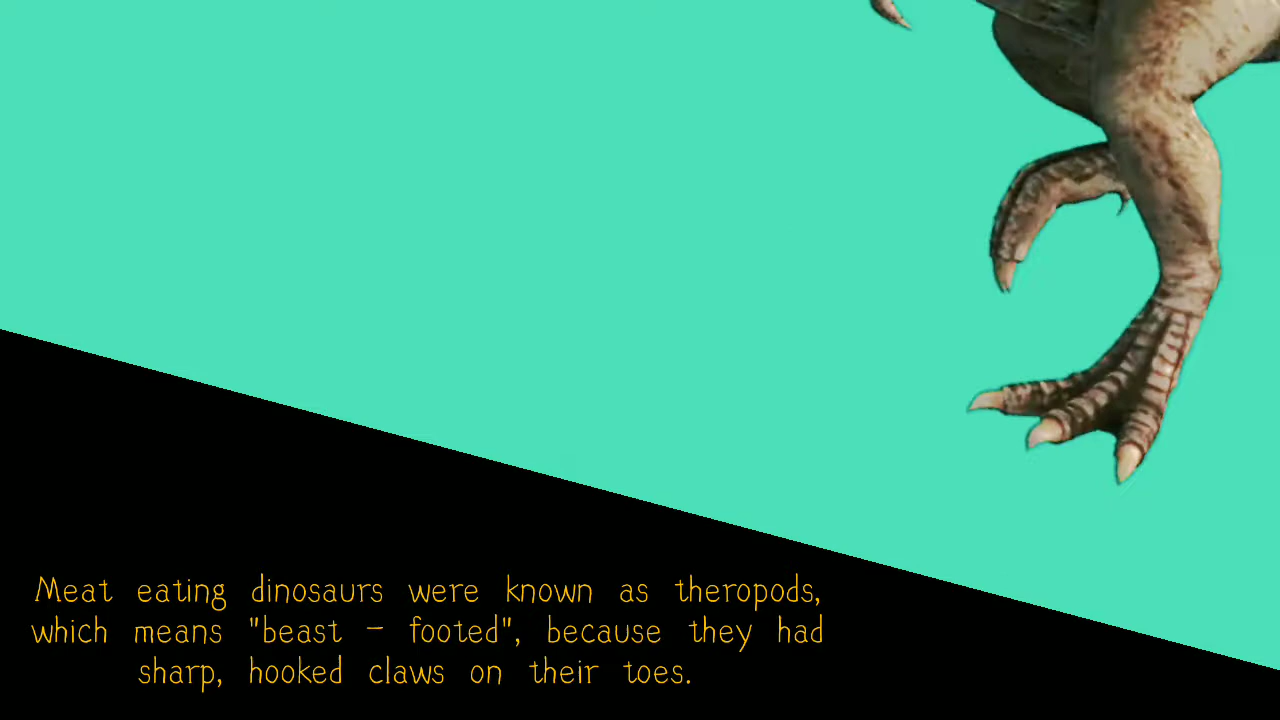 Meat eating dinosaurs were known as theropods,
which means "beast - footed", because they had
sharp, hooked claws on their toes.